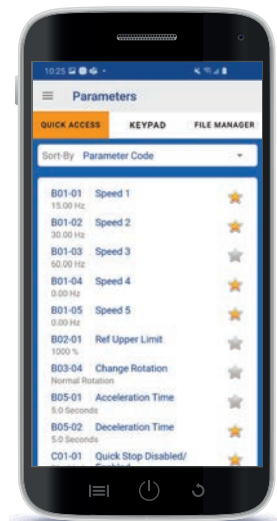 10:25
Parameters
QUICK ACCESS KEYPAD FILE MANAGER
Sort-By Parameter Code
B01-01 Speed 1
15.00 Hz
B01-02 Speed 2
30.00 Hz
B01-03 Speed 3
60.00 Hz
B01-04 Speed 4
0.00 Hz
B01-05 Speed 5
0.00 Hz
B02-01 Ref Upper Limit
1000 %
B03-04 Change Rotation
Normal Rotation
B05-01 Acceleration Time
5.0 Seconds
B05-02 Deceleration Time
5.0 Seconds
C01-01 Quick Stop Disabled/